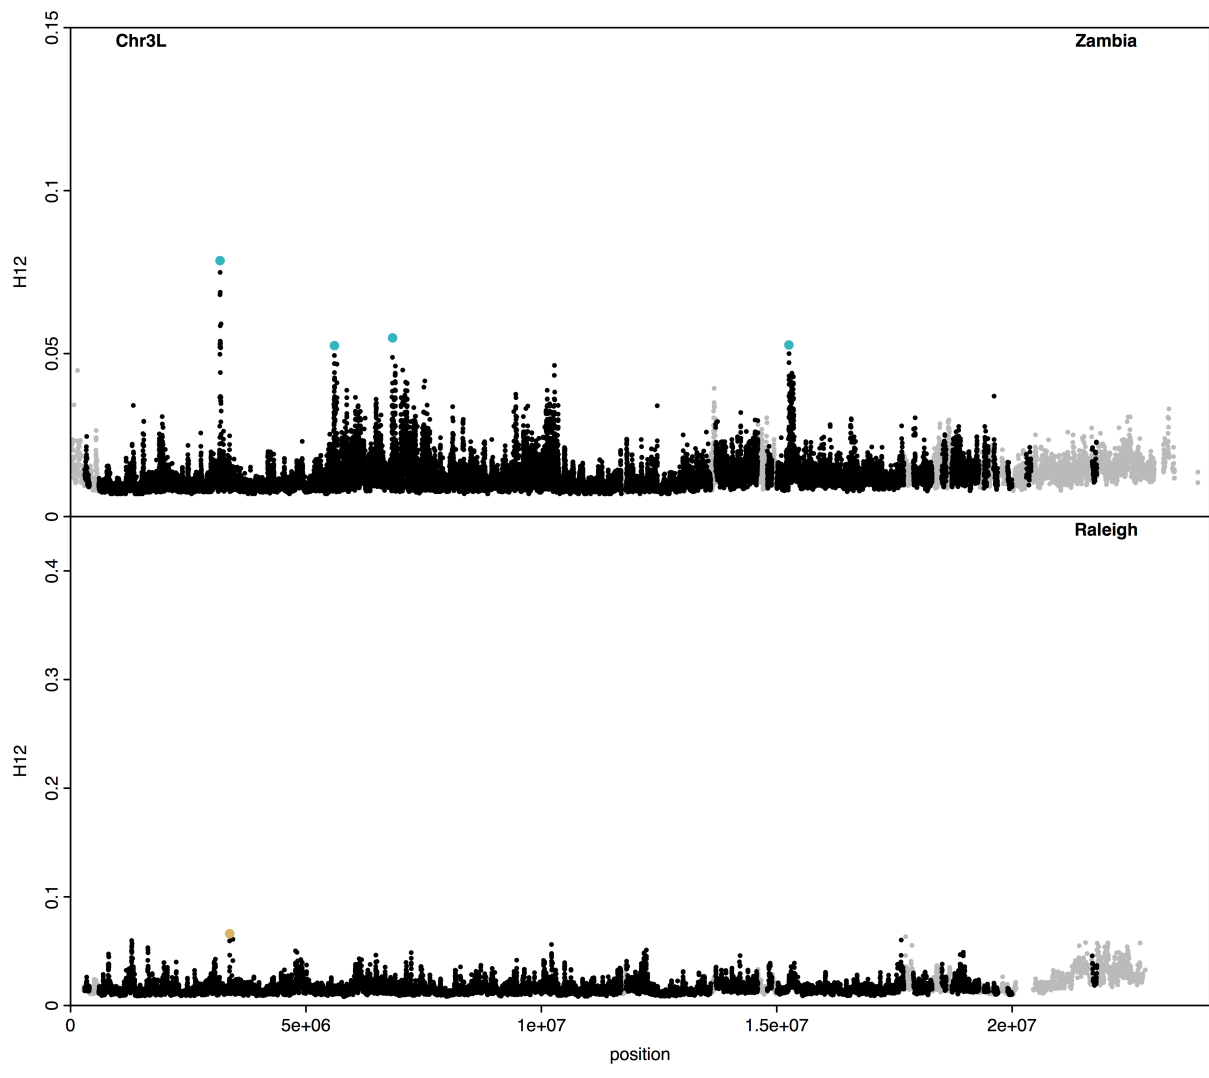 Chr3L
Zambia
0.15
0.1
0.05
0
H12
Raleigh
0.4
0.3
0.2
0.1
0
H12
0
5e+06
1e+07
1.5e+07
2e+07
position